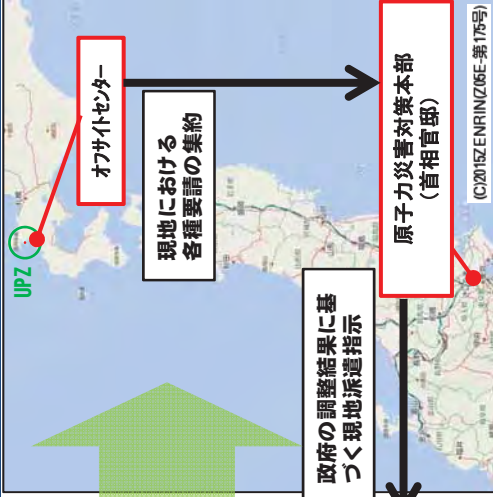 UPZ
オフサイトセンター
現地における
各種要請の集約
原子力災害対策本部
（首相官邸）
政府の調整結果に基
づく現地派遣指示
(C)2015ZENRIN(Z05E-第175号)